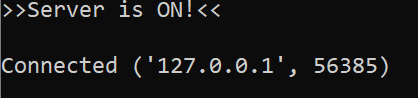 >>Server is ON!<<
Connected ('127.0.0.1', 56385)